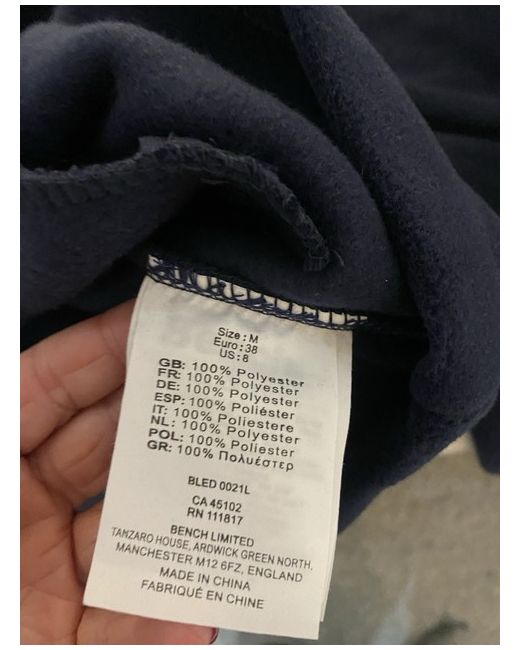 Size : M
Euro : 38
US : 8
GB: 100% Polyester
FR: 100% Polyester
DE: 100% Polyester
ESP: 100% Poliéster
IT: 100% Poliestere
NL: 100% Polyester
POL: 100% Poliester
GR: 100% Πολυέστερ
BLED 0021L
CA 45102
RN 111817
BENCH LIMITED
TANZARO HOUSE, ARDWICK GREEN NORTH,
MANCHESTER M12 6FZ, ENGLAND
MADE IN CHINA
FABRIQUÉ EN CHINE